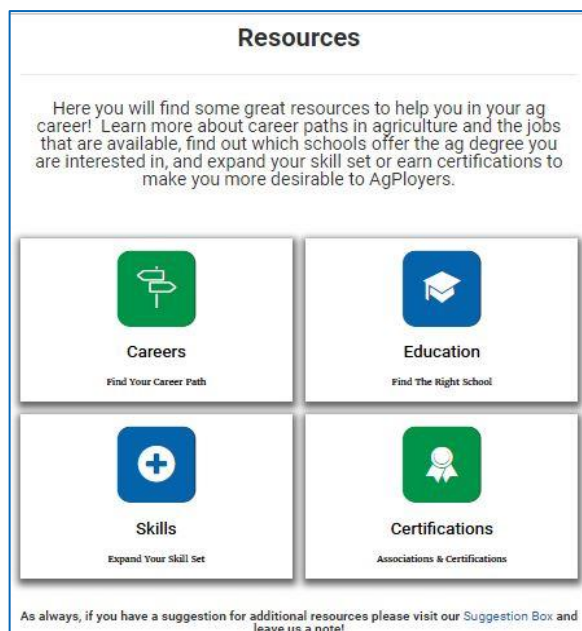 Resources
Here you will find some great resources to help you in your ag
career! Learn more about career paths in agriculture and the jobs
that are available, find out which schools offer the ag degree you
are interested in, and expand your skill set or earn certifications to
make you more desirable to AgPloyers.
Careers
Find Your Career Path
Education
Find The Right School
Skills
Expand Your Skill Set
Certifications
Associations & Certifications
As always, if you have a suggestion for additional resources please visit our Suggestion Box and
leave us a note!